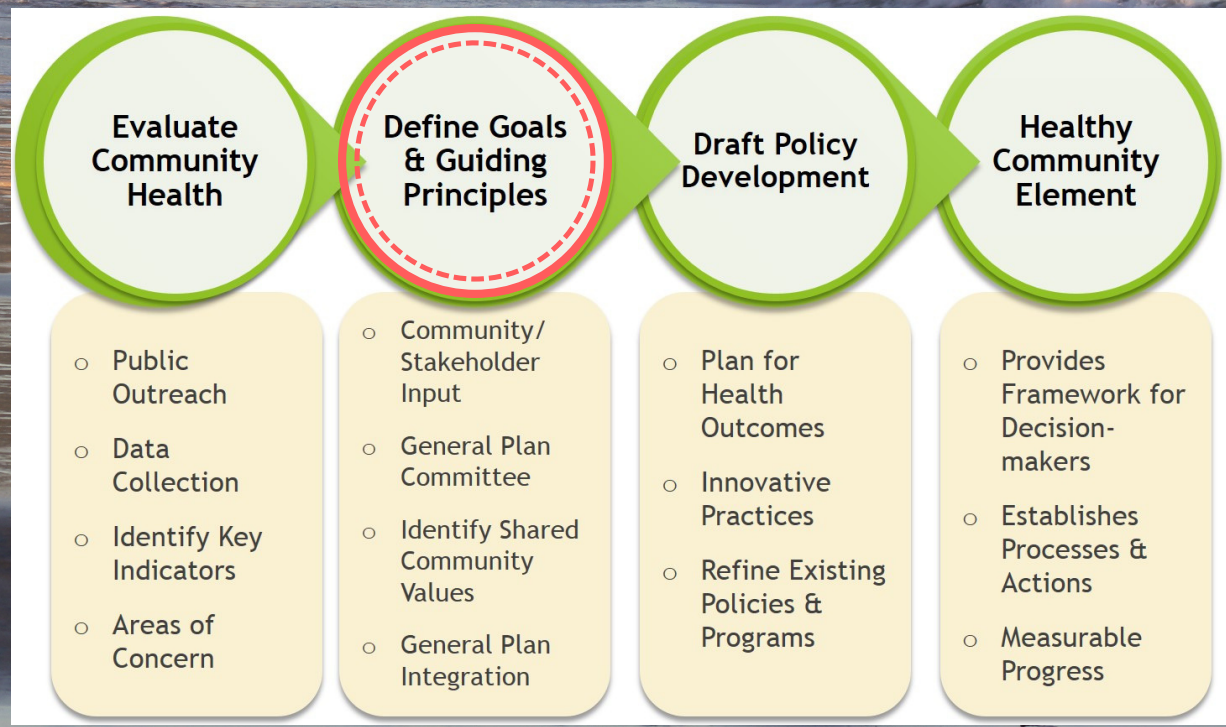 Evaluate
Community
Health
Define Goals
& Guiding
Principles
Draft Policy
Development
Healthy
Community
Element
○ Public
Outreach
○ Data
Collection
○ Identify Key
Indicators
○ Areas of
Concern
○ Community/
Stakeholder
Input
○ General Plan
Committee
○ Identify Shared
Community
Values
○ General Plan
Integration
○ Plan for
Health
Outcomes
○ Innovative
Practices
○ Refine Existing
Policies &
Programs
○ Provides
Framework for
Decision-
makers
○ Establishes
Processes &
Actions
○ Measurable
Progress